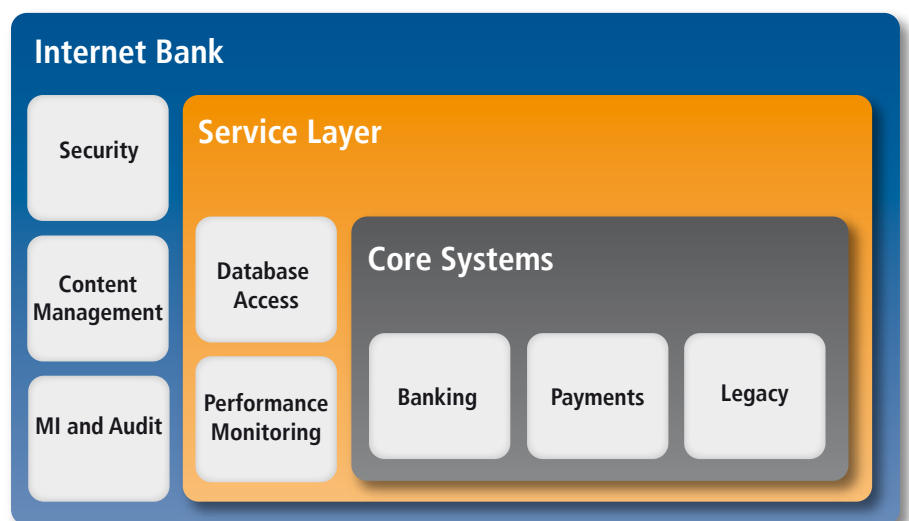 Internet Bank
Security
Service Layer
Content
Management
Database
Access
Core Systems
MI and Audit
Performance
Monitoring
Banking
Payments
Legacy